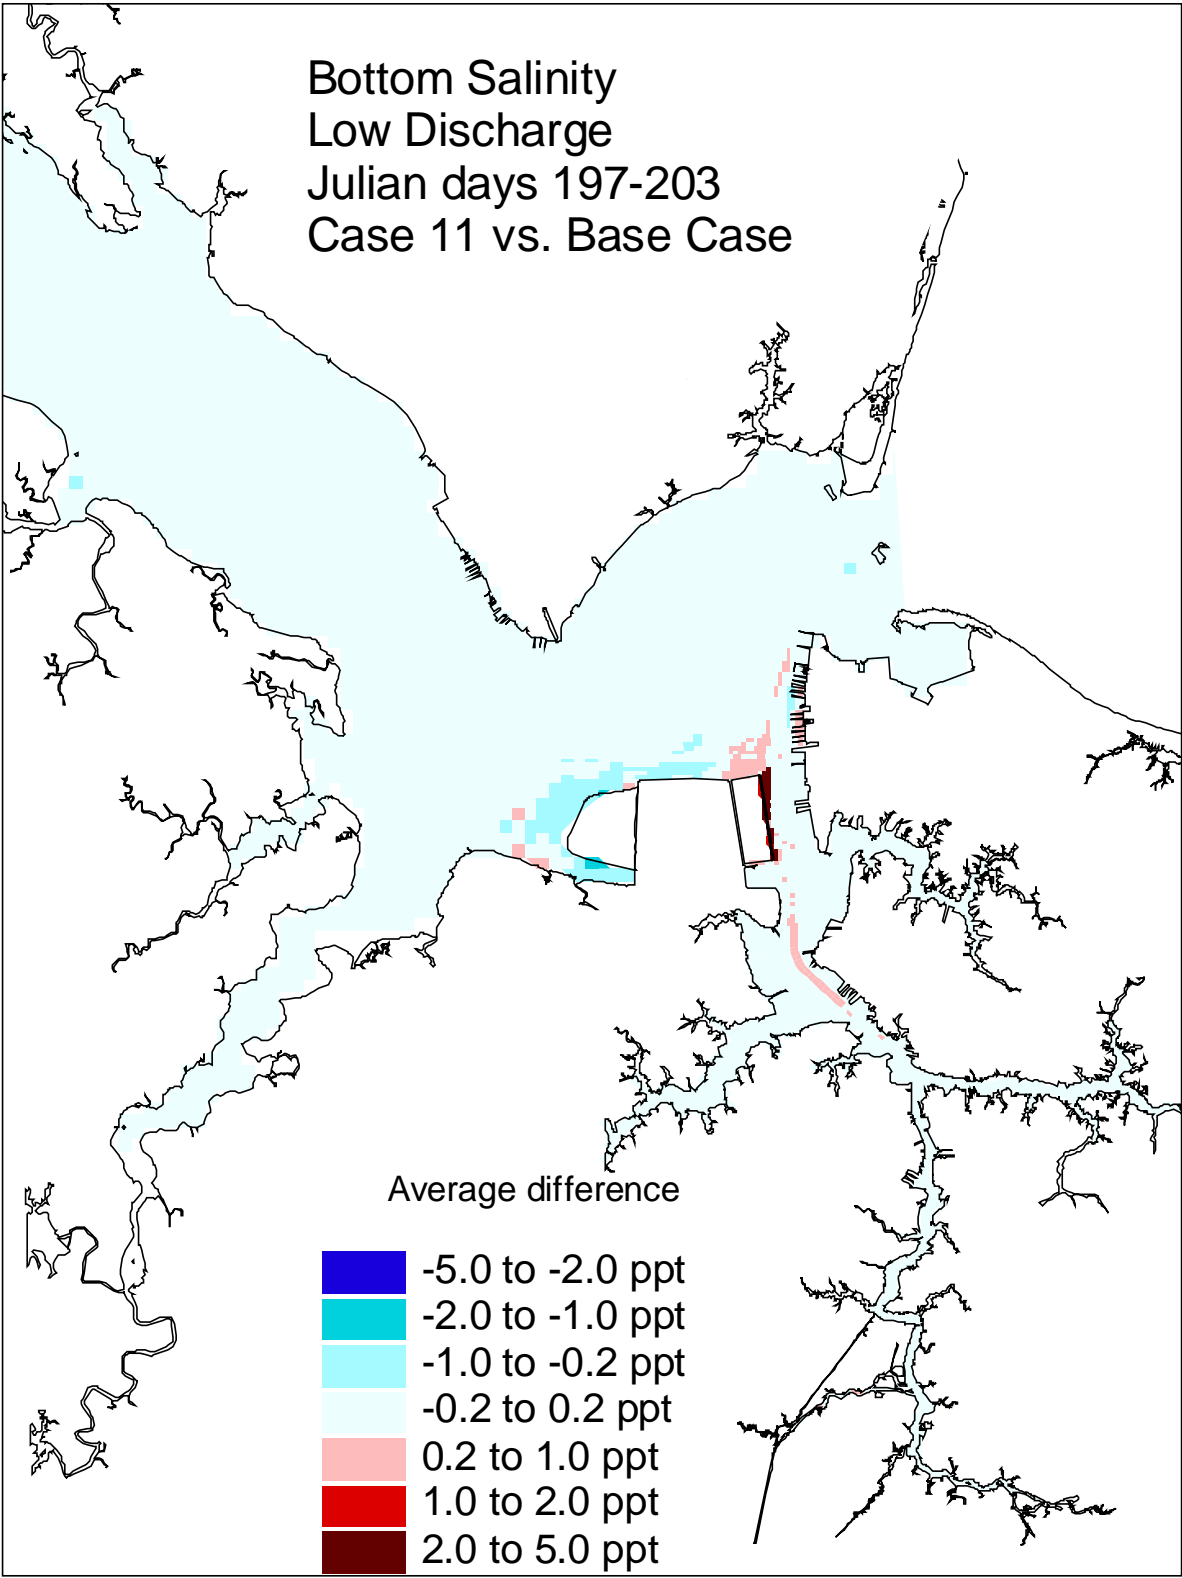 Bottom Salinity
Low Discharge
Julian days 197-203
Case 11 vs. Base Case
Average difference
-5.0 to -2.0 ppt
-2.0 to -1.0 ppt
-1.0 to -0.2 ppt
-0.2 to 0.2 ppt
0.2 to 1.0 ppt
1.0 to 2.0 ppt
2.0 to 5.0 ppt